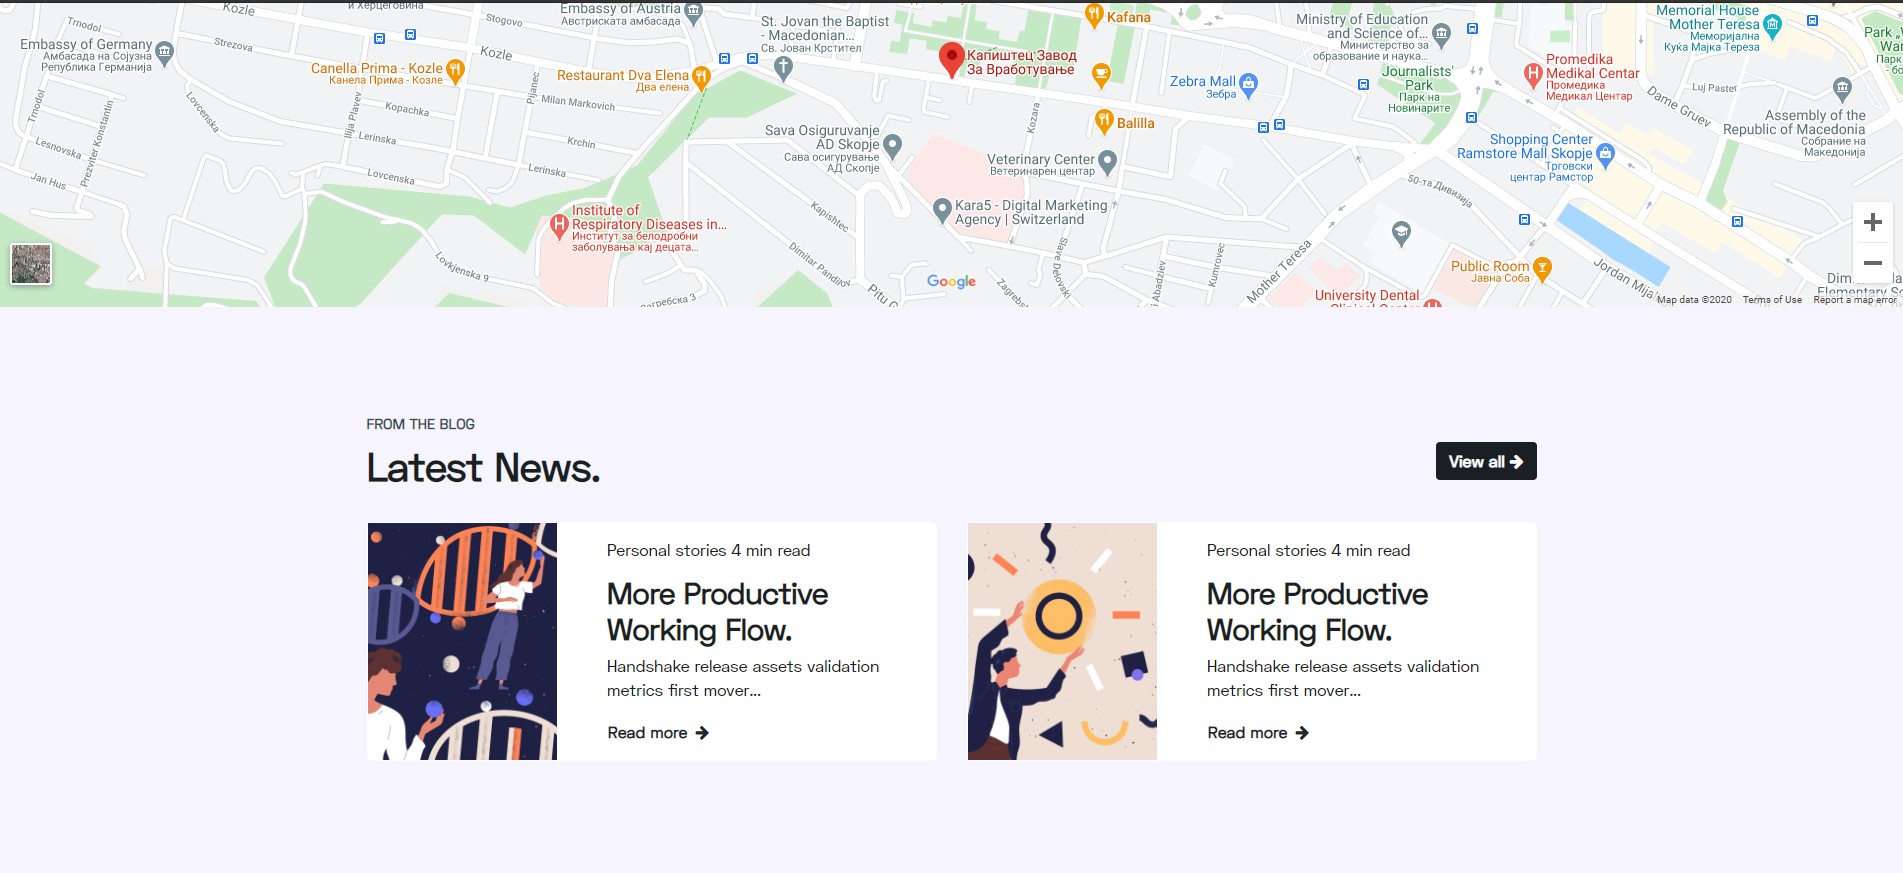 Kozle
и Херцеговина
Trnodol
Strezova
Embassy of Germany
Амбасада на Сојузна
Република Германија
Stogovo
Kozle
Canella Prima - Kozle
Канела Прима - Козле
Embassy of Austria
Австриската амбасада
St. Jovan the Baptist
- Macedonian...
Св. Јован Крстител
Restaurant Dva Elena
Два елена
Капиштец Завод
За Вработување
Kafana
Balilla
Zebra Mall
Зебра
Ministry of Education
and Science of...
Министерство за
образование и наука...
Journalists'
Park
Парк на
Новинарите
Promedika
Medikal Centar
Промедика
Медикал Центар
Memorial House
Mother Teresa
Меморијална
Куќа Мајка Тереза
Dame Gruev
Luj Paster
Assembly of the
Republic of Macedonia
Собрание на
Македонија
Shopping Center
Ramstore Mall Skopje
Трговски
центар Рамстор
Trnodol
Lesnovska
Jan Hus
Prezviter Konstantin
Lovcenska
Ilija Plavev
Kopachka
Lerinska
Lovcenska
Pijanec
Milan Markovich
Krchin
Lerinska
Kozara
Sava Osiguruvanje
AD Skopje
Сава осигурување
АД Скопје
Veterinary Center
Ветеринарен центар
Kara5 - Digital Marketing
Agency | Switzerland
Institute of
Respiratory Diseases in...
Институт за белодробни
заболувања кај децата...
Kapishtec
Dimitar Pandilov
Lovkjenska 9
Slave Delovski
Kumrovec
Mother Teresa
50-та Дивизија
Public Room
Јавна Соба
University Dental
Google
Map data ©2020 Terms of Use Report a map error
FROM THE BLOG
Latest News.
View all
Personal stories 4 min read
More Productive
Working Flow.
Handshake release assets validation
metrics first mover...
Read more
Personal stories 4 min read
More Productive
Working Flow.
Handshake release assets validation
metrics first mover...
Read more